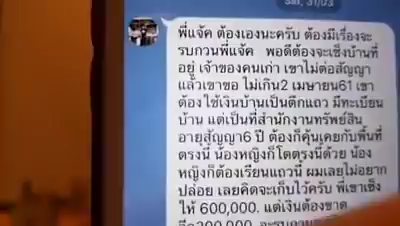 Sat, 31/03
พี่แจ้ค ต้องเองนะครับ ต้องมีเรื่องจะ
รบกวนพี่แจ้ค พอดีต้องจะเซ็งบ้านที่
อยู่ เจ้าของคนเก่า เขาไม่ต่อสัญญา
แล้วเขาขอ ไม่เกิน2 เมษายน61 เขา
ต้องใช้เงินบ้านเป็นตึกแถว มีทะเบียน
บ้าน แต่เป็นที่สำนักงานทรัพย์สิน
อายุสัญญา6 ปี ต้องก็คุ้นเคยกับพื้นที่
ตรงนี้ น้องหญิงก็โตตรงนี้ด้วย น้อง
หญิงก็ต้องเรียนแถวนี้ ผมเลยไม่อยาก
ปล่อย เลยคิดจะเก็บไว้ครับ พี่เขาเซ็ง
ให้ 600,000. แต่เงินต้องขาด